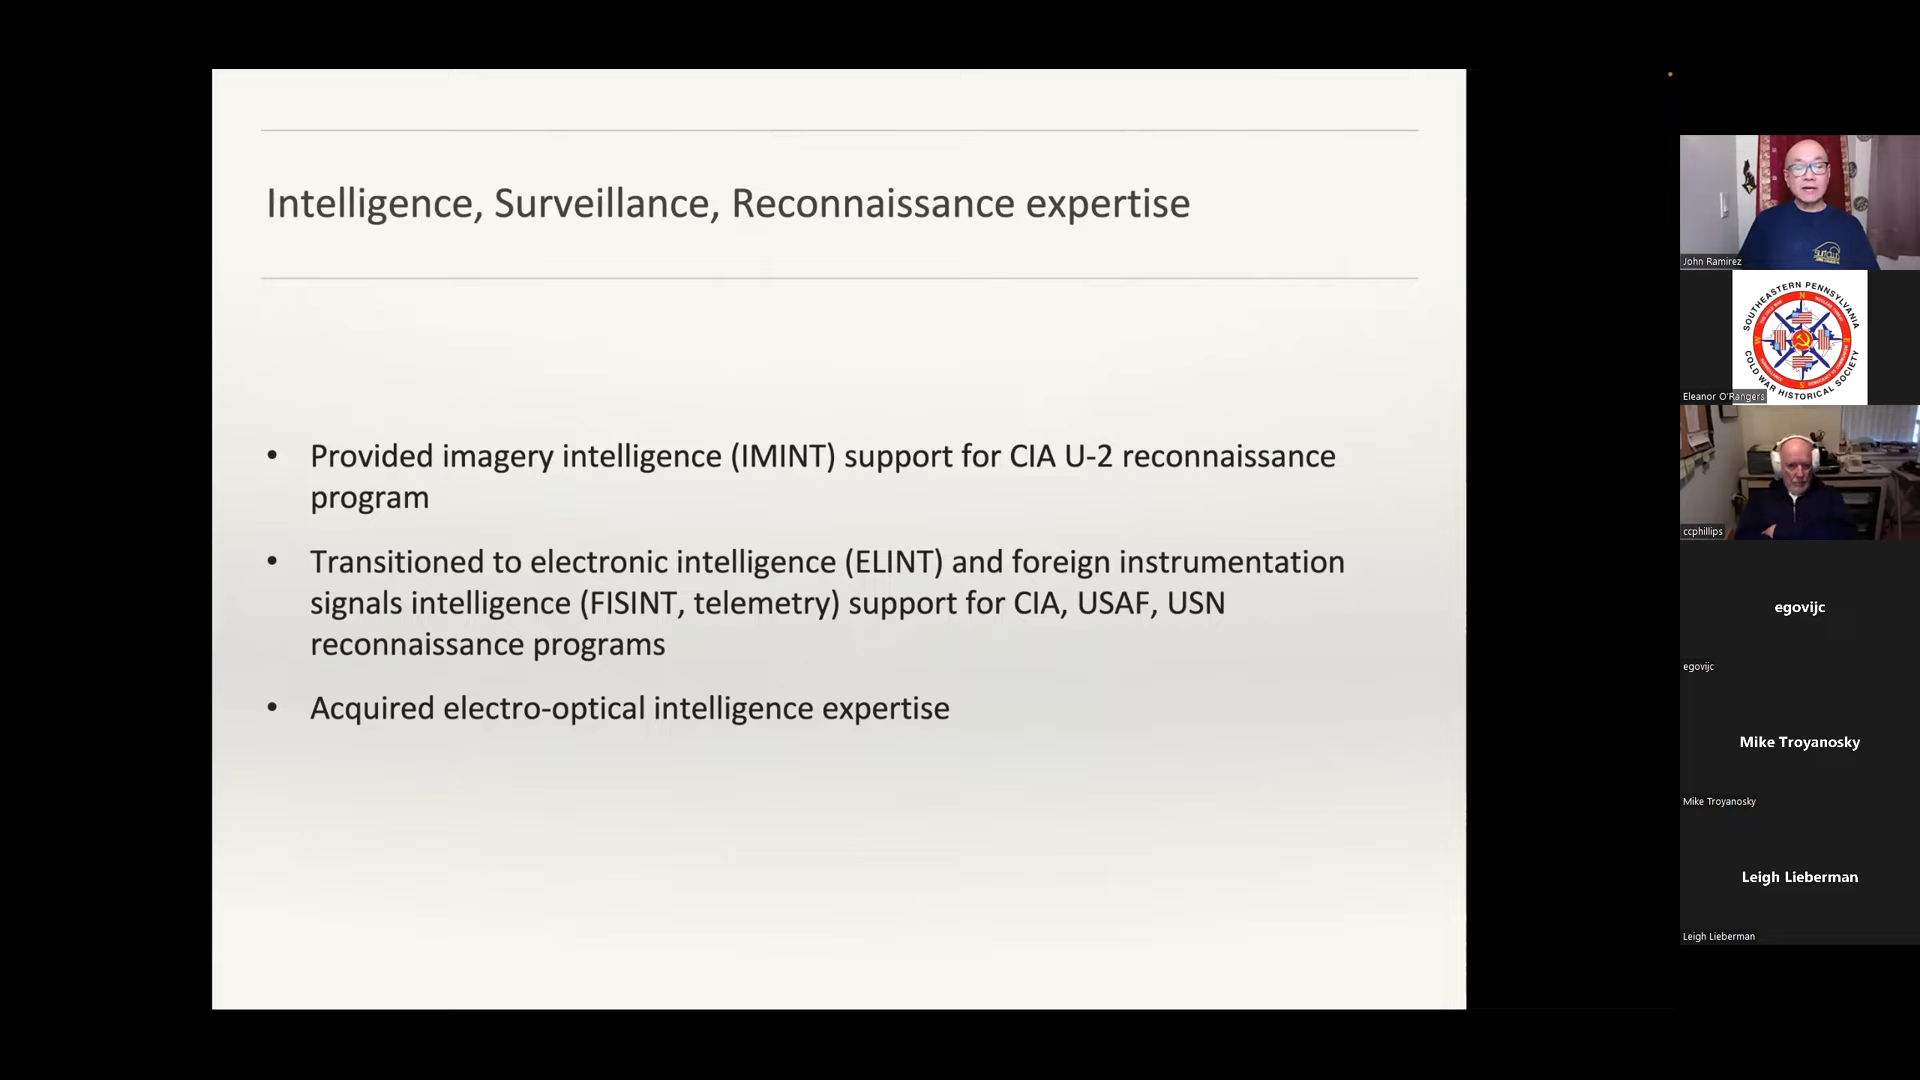 Intelligence, Surveillance, Reconnaissance expertise
• Provided imagery intelligence (IMINT) support for CIA U-2 reconnaissance
program
• Transitioned to electronic intelligence (ELINT) and foreign instrumentation
signals intelligence (FISINT, telemetry) support for CIA, USAF, USN
reconnaissance programs
• Acquired electro-optical intelligence expertise
John Ramirez
SOUTHEASTERN PENNSYLVANIA
COLD WAR HISTORICAL SOCIETY
Eleanor O'Rangers
ccphillips
egovijc
egovijc
Mike Troyanosky
Mike Troyanosky
Leigh Lieberman
Leigh Lieberman